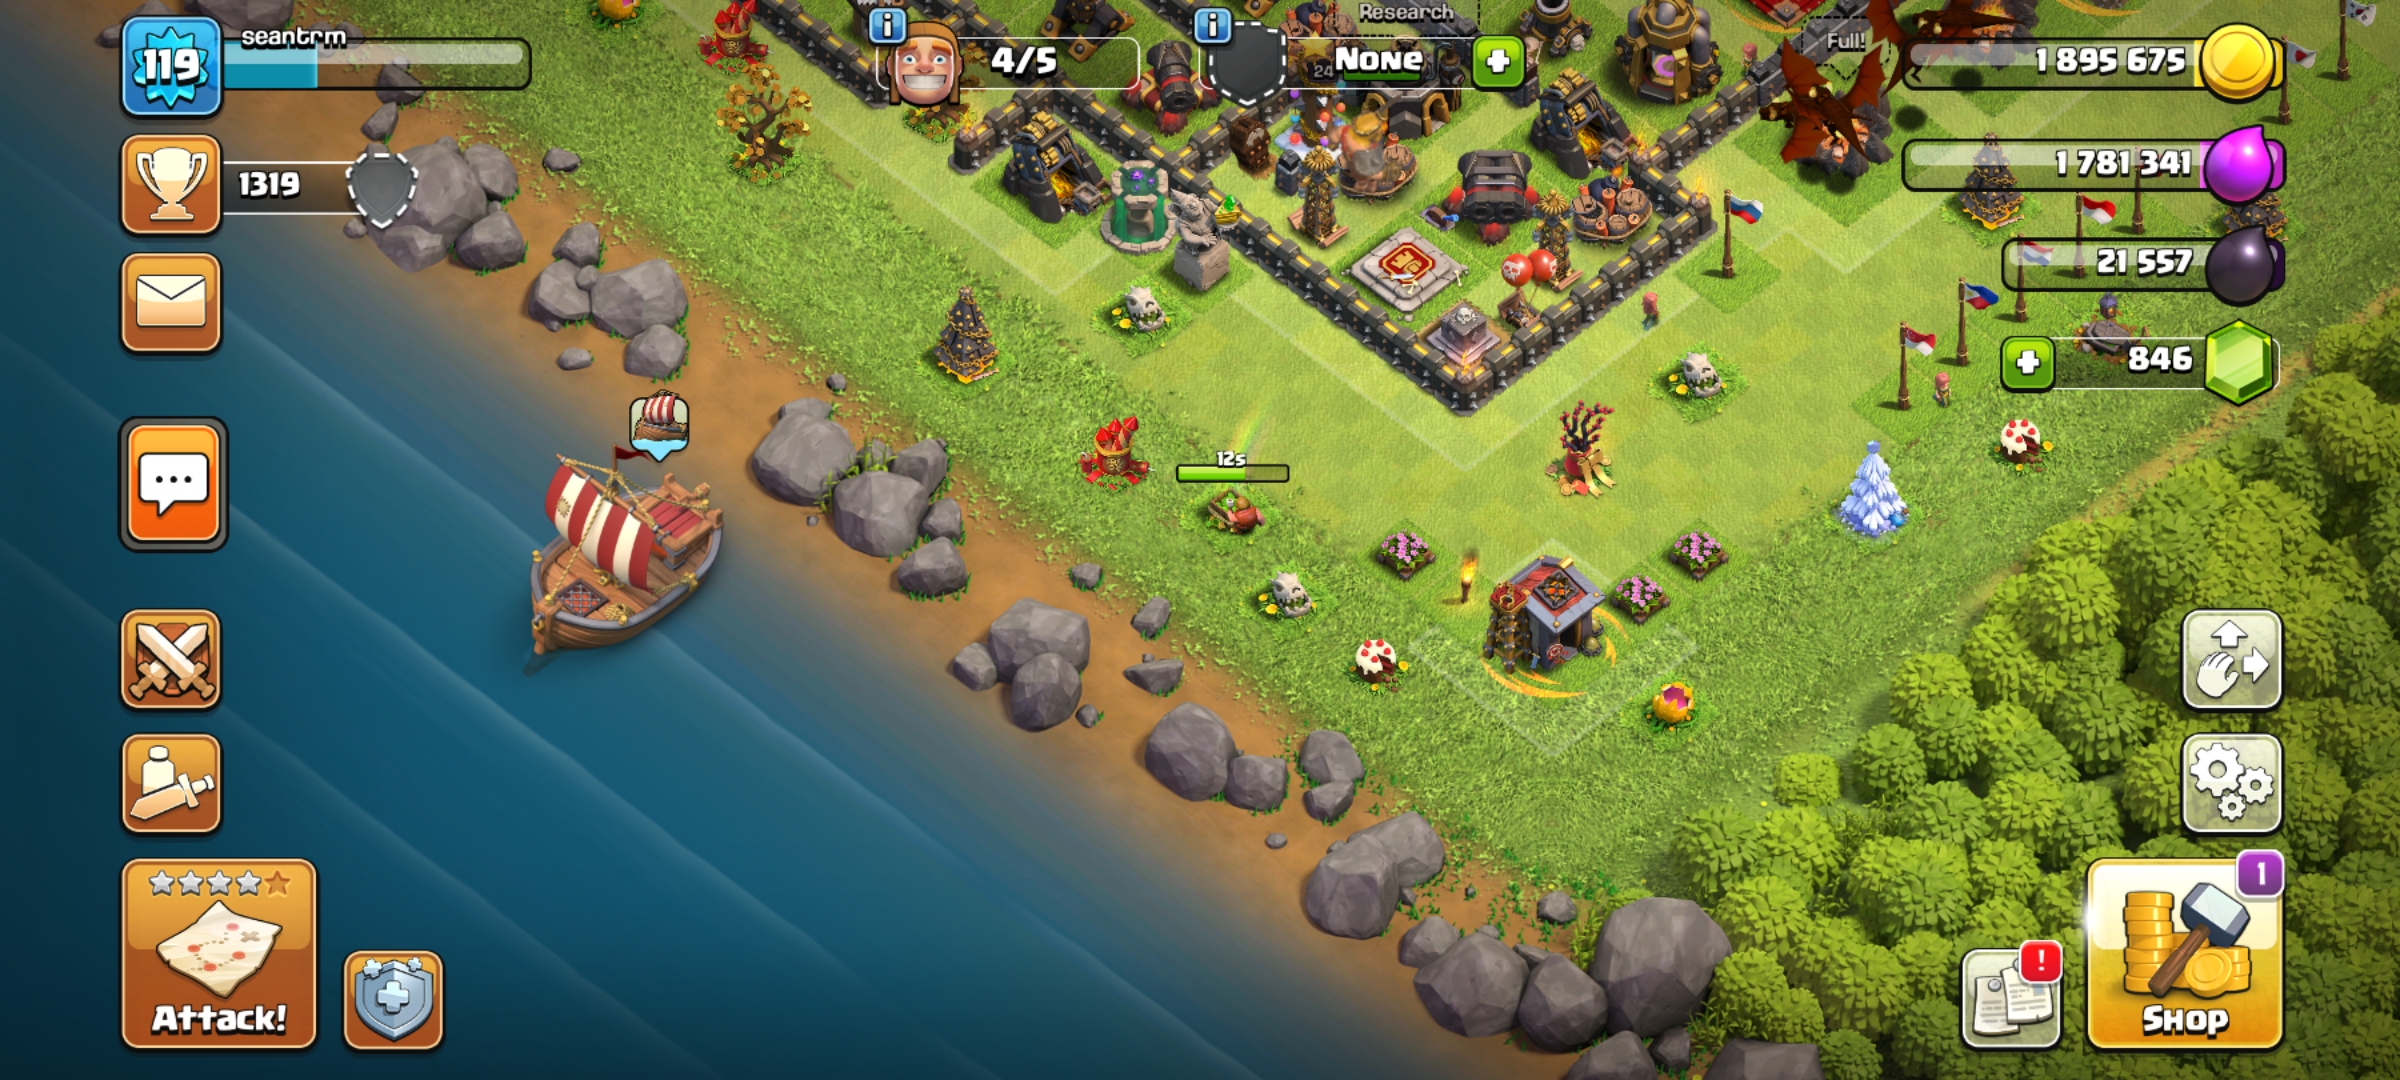 Research
119
seantrm
4/5
None
Full!
1 895 675
24
1319
1 781 341
21 557
846
12s
1
!
Attack!
Shop